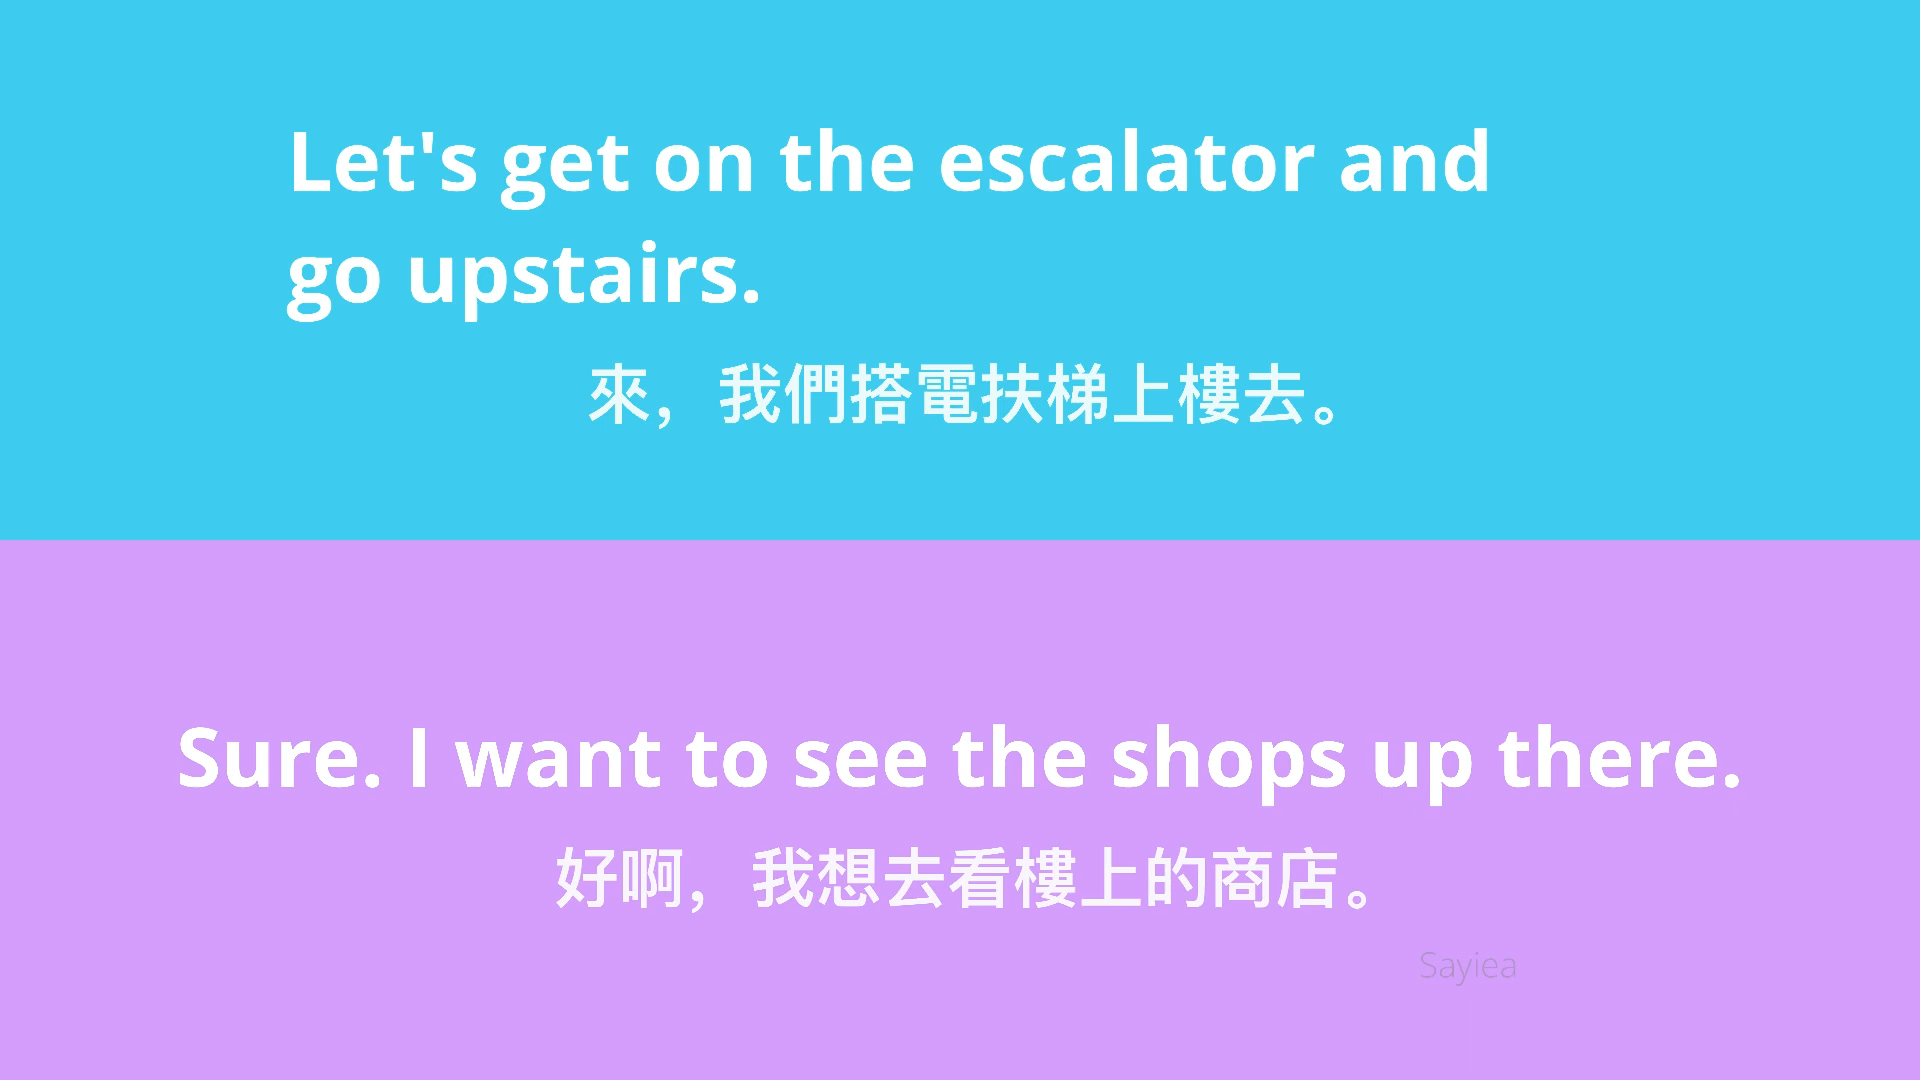 Let's get on the escalator and
go upstairs.
來，我們搭電扶梯上樓去。
Sure. I want to see the shops up there.
好啊，我想去看樓上的商店。
Sayiea